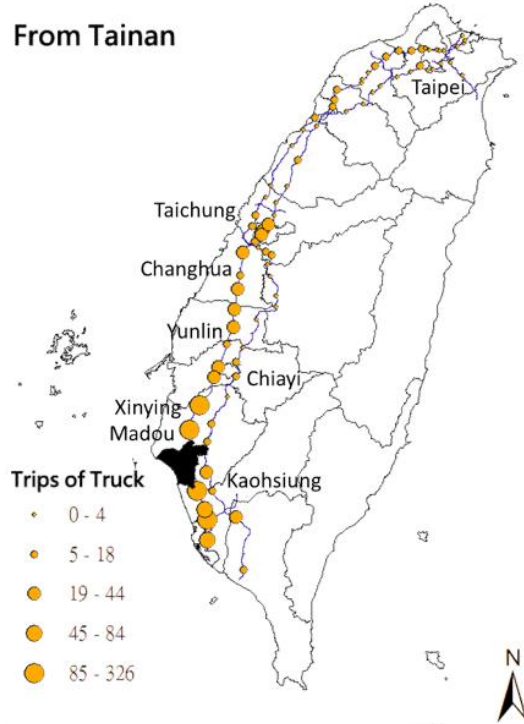 From Tainan
Taipei
Taichung
Changhua
Yunlin
Chiayi
Xinying
Madou
Kaohsiung
Trips of Truck
0 - 4
5 - 18
19 - 44
45 - 84
85 - 326
N